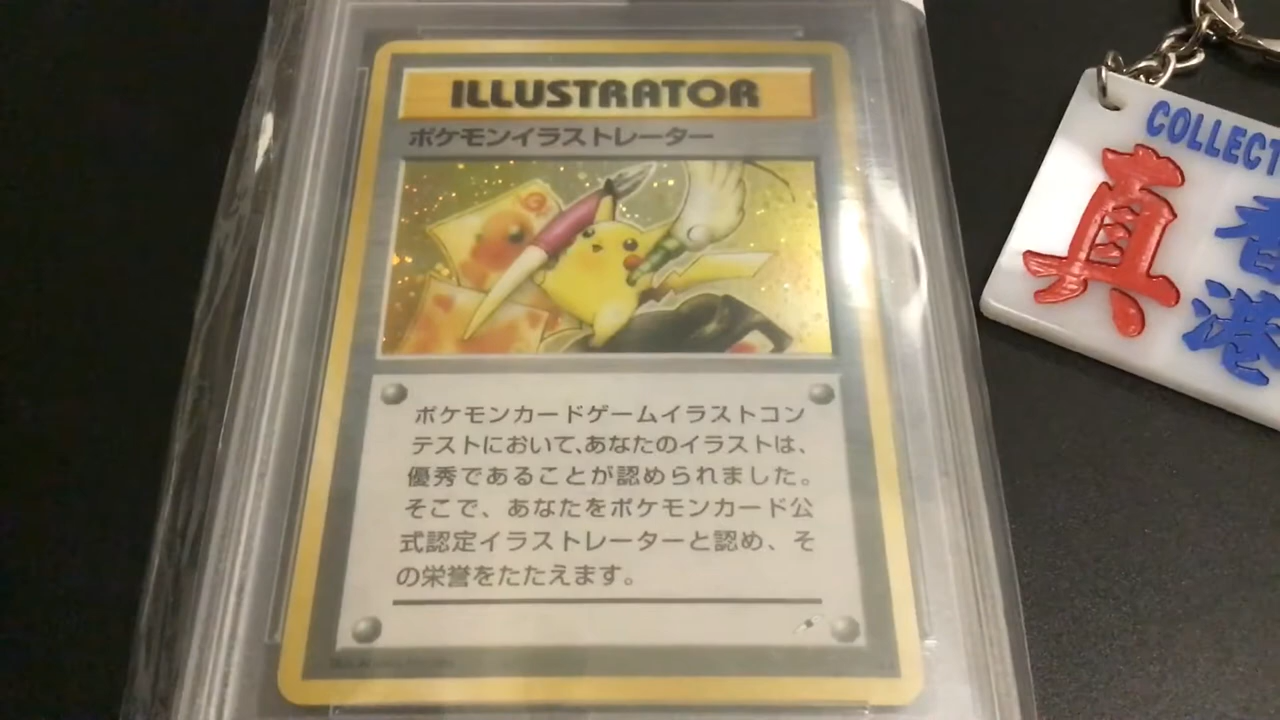 ILLUSTRATOR
ポケモンイラストレーター
ポケモンカードゲームイラストコン
テストにおいて、あなたのイラストは、
優秀であることが認められました。
そこで、あなたをポケモンカード公
式認定イラストレーターと認め、そ
の栄誉をたたえます。
COLLECT
真
香
港